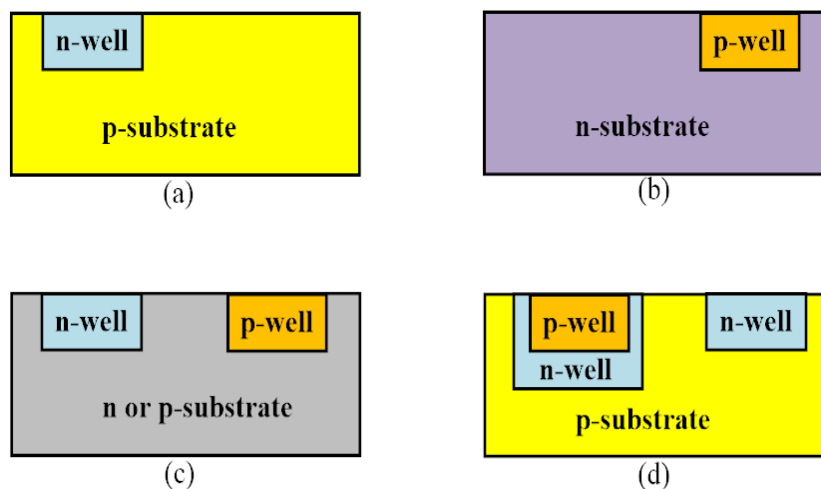 n-well
p-substrate
(a)
p-well
n-substrate
(b)
n-well
p-well
n or p-substrate
(c)
p-well
n-well
n-well
p-substrate
(d)